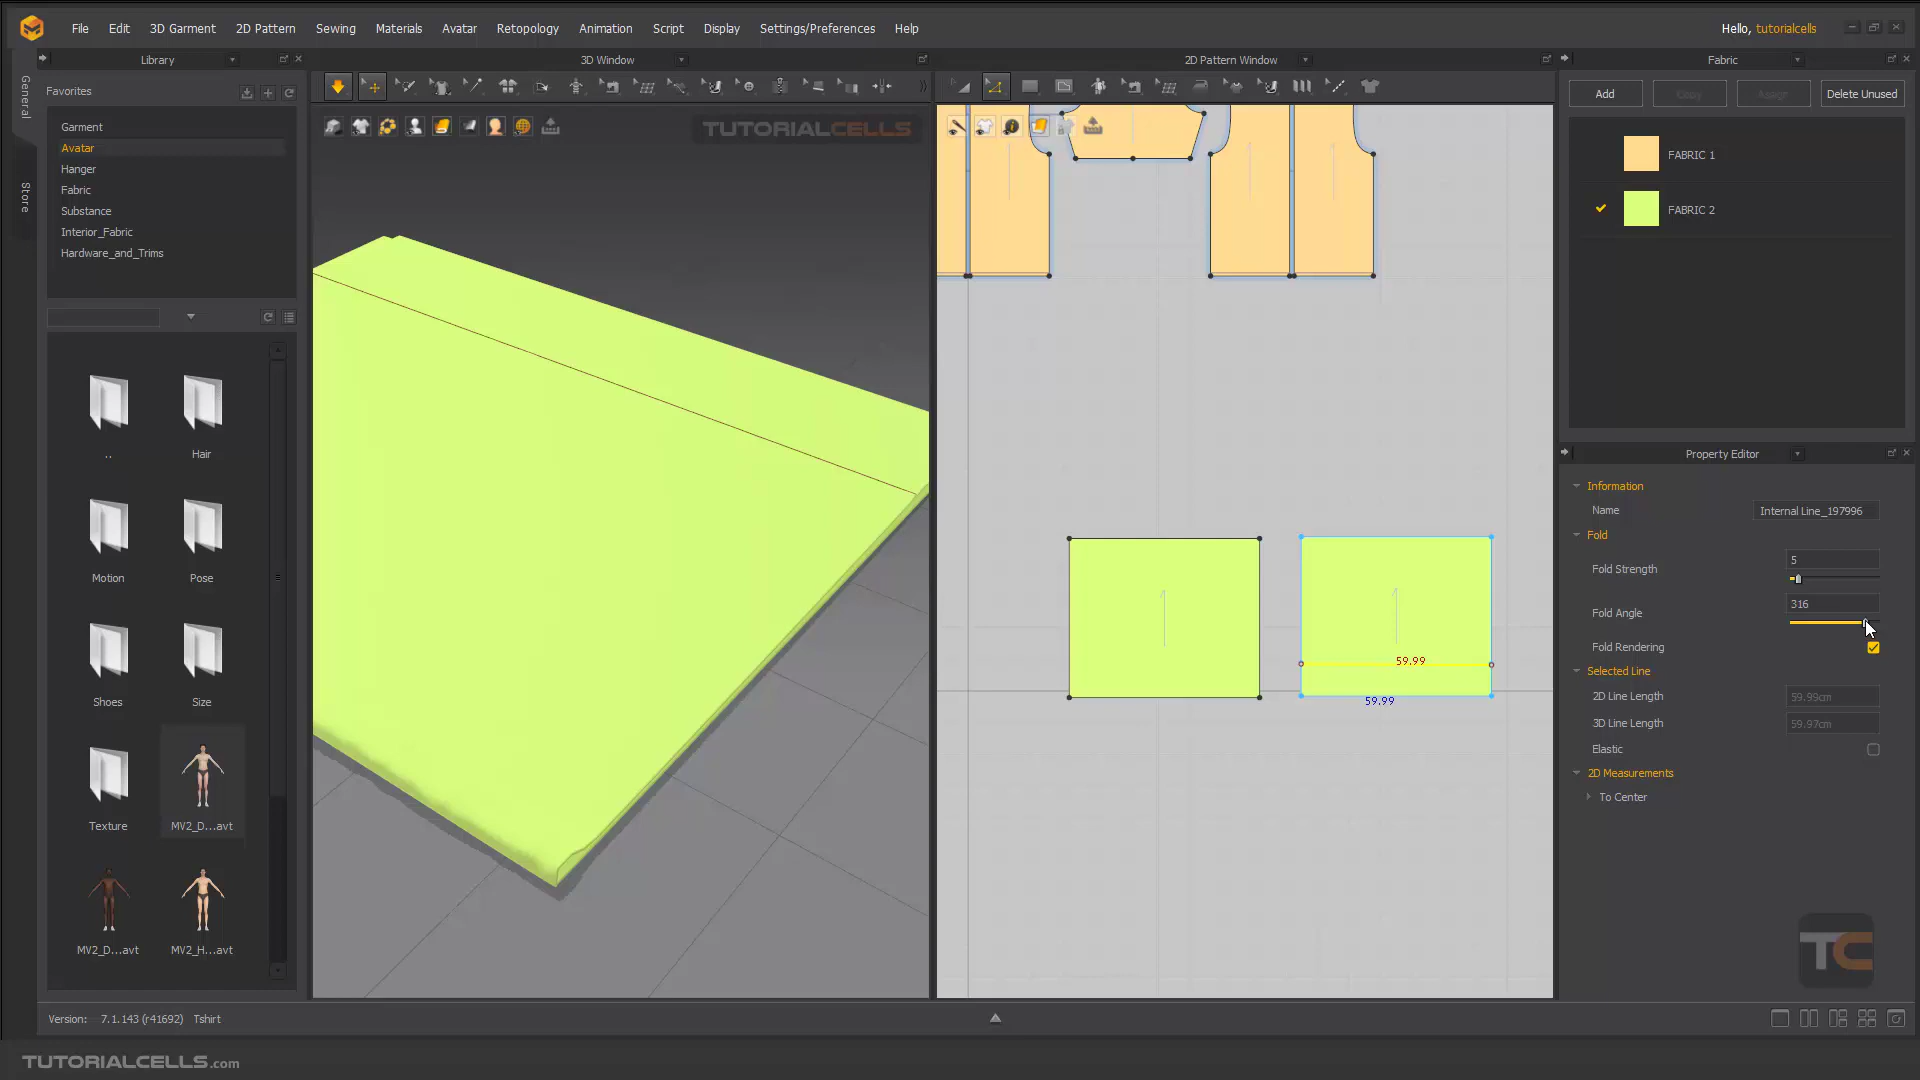 File Edit 3D Garment 2D Pattern Sewing Materials Avatar Retopology Animation Script Display Settings/Preferences Help
Hello, tutorialcells
Library 3D Window 2D Pattern Window Fabric
General
Store
Favorites
Garment
Avatar
Hanger
Fabric
Substance
Interior_Fabric
Hardware_and_Trims
..
Hair
Motion
Pose
Shoes
Size
Texture
MV2_D...avt
MV2_D...avt
MV2_H...avt
TUTORIALCELLS
59.99
59.99
Add Copy Assign Delete Unused
FABRIC 1
FABRIC 2
Property Editor
Information
Name Internal Line_197996
Fold
Fold Strength 5
Fold Angle 316
Fold Rendering
Selected Line
2D Line Length 59.99cm
3D Line Length 59.97cm
Elastic
2D Measurements
To Center
TC
Version: 7.1.143 (r41692) Tshirt
TUTORIALCELLS.com